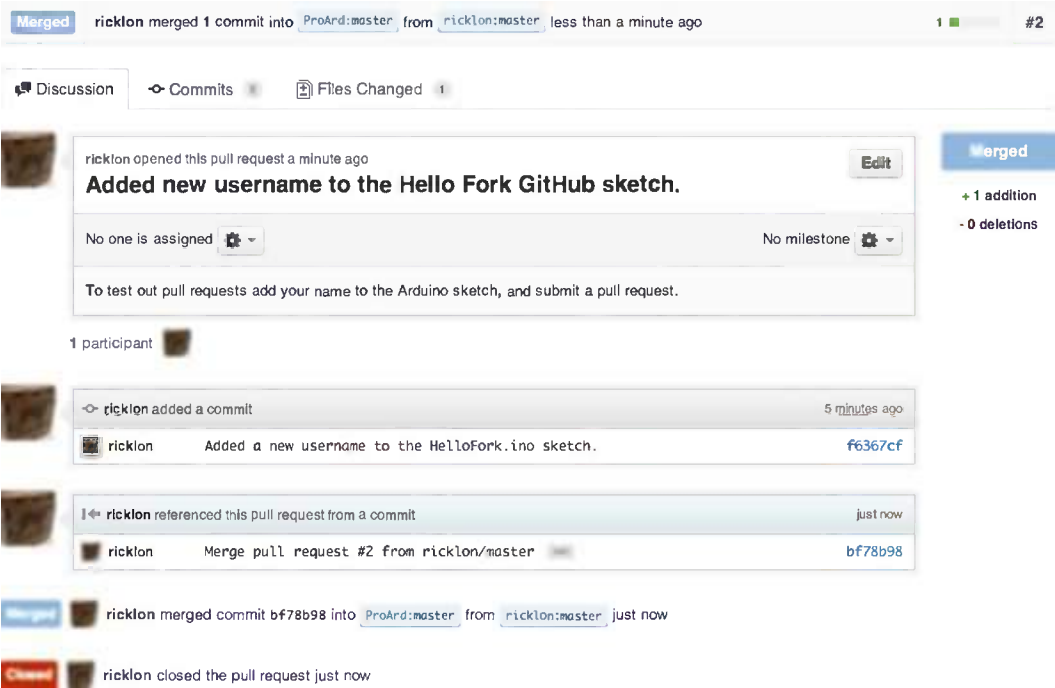 Merged ricklon merged 1 commit into ProArd:master from ricklon:master less than a minute ago 1 #2
Discussion Commits Files Changed 1
ricklon opened this pull request a minute ago
Edit
Added new username to the Hello Fork GitHub sketch.
Merged
+ 1 addition
- 0 deletions
No one is assigned No milestone
To test out pull requests add your name to the Arduino sketch, and submit a pull request.
1 participant
ricklon added a commit 5 minutes ago
ricklon Added a new username to the HelloFork.ino sketch. f6367cf
ricklon referenced this pull request from a commit just now
ricklon Merge pull request #2 from ricklon/master bf78b98
Merged ricklon merged commit bf78b98 into ProArd:master from ricklon:master just now
Closed ricklon closed the pull request just now